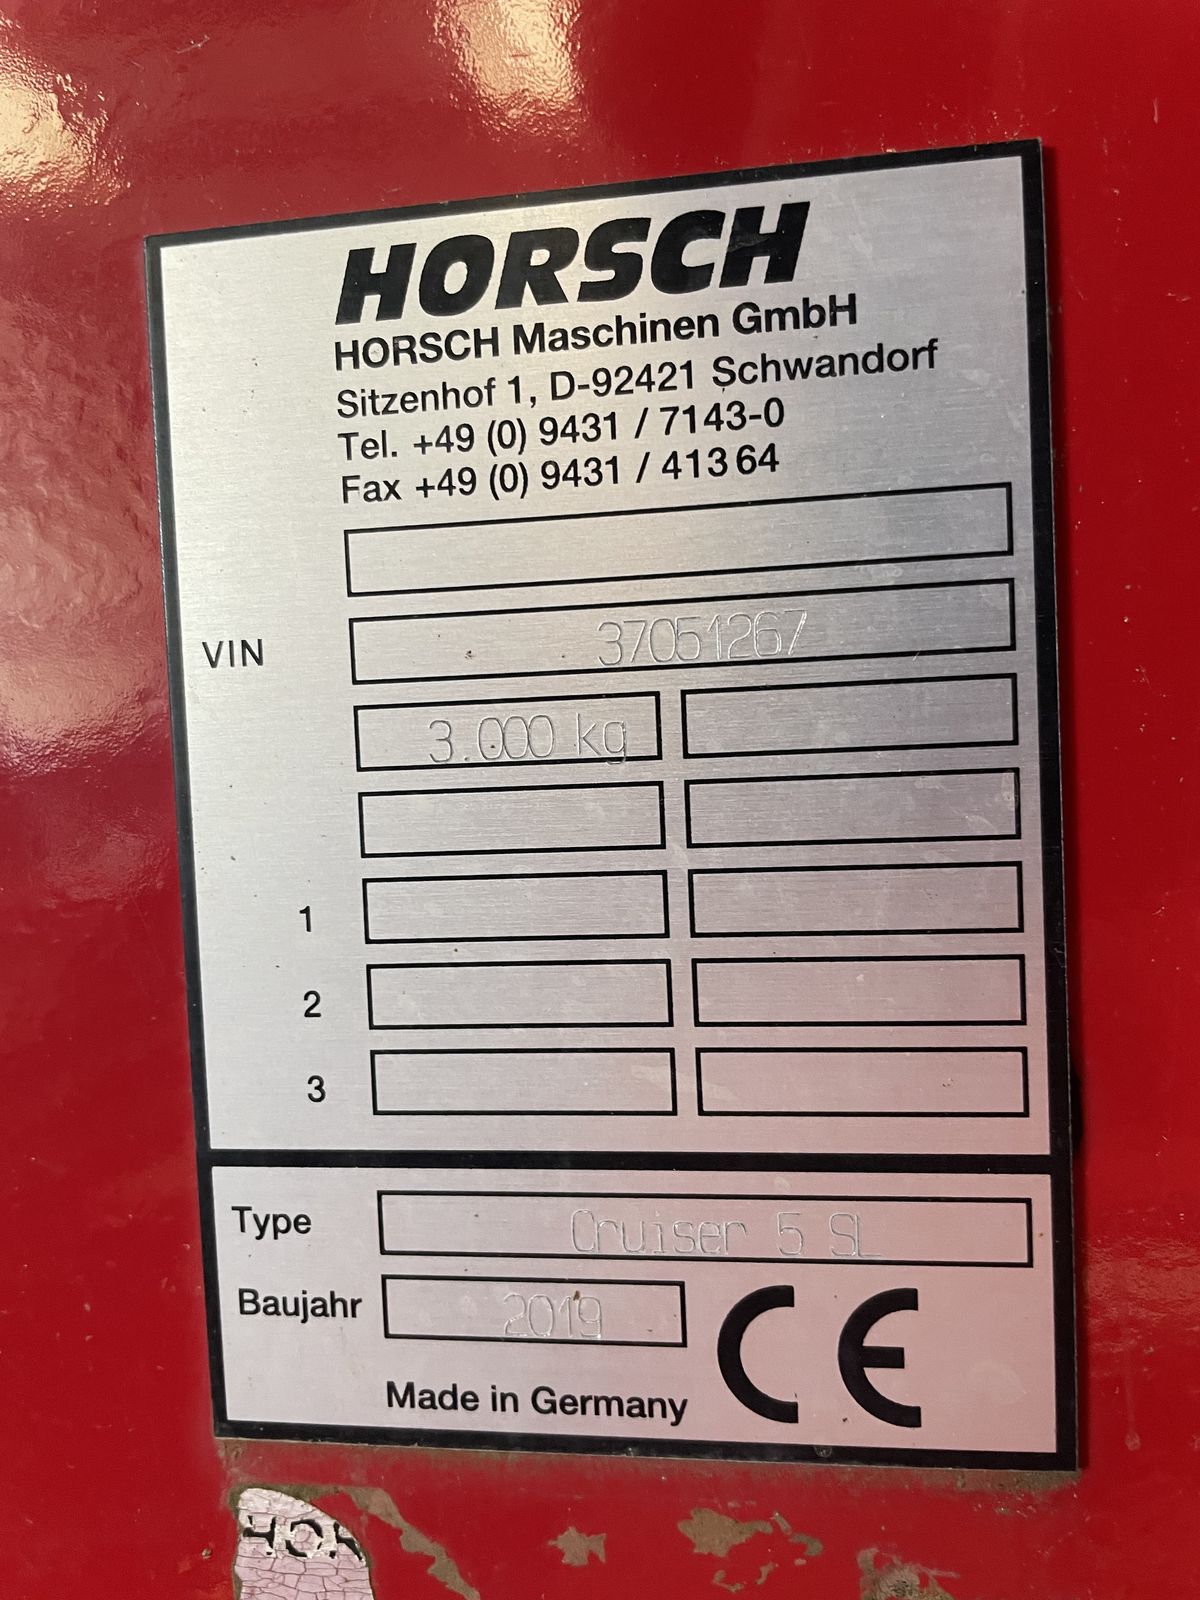 HORSCH
HORSCH Maschinen GmbH
Sitzenhof 1, D-92421 Schwandorf
Tel. +49 (0) 9431 / 7143-0
Fax +49 (0) 9431 / 413 64
VIN 37051267
3.000 kg
1
2
3
Type Cruiser 5 SL
Baujahr 2019
Made in Germany CE